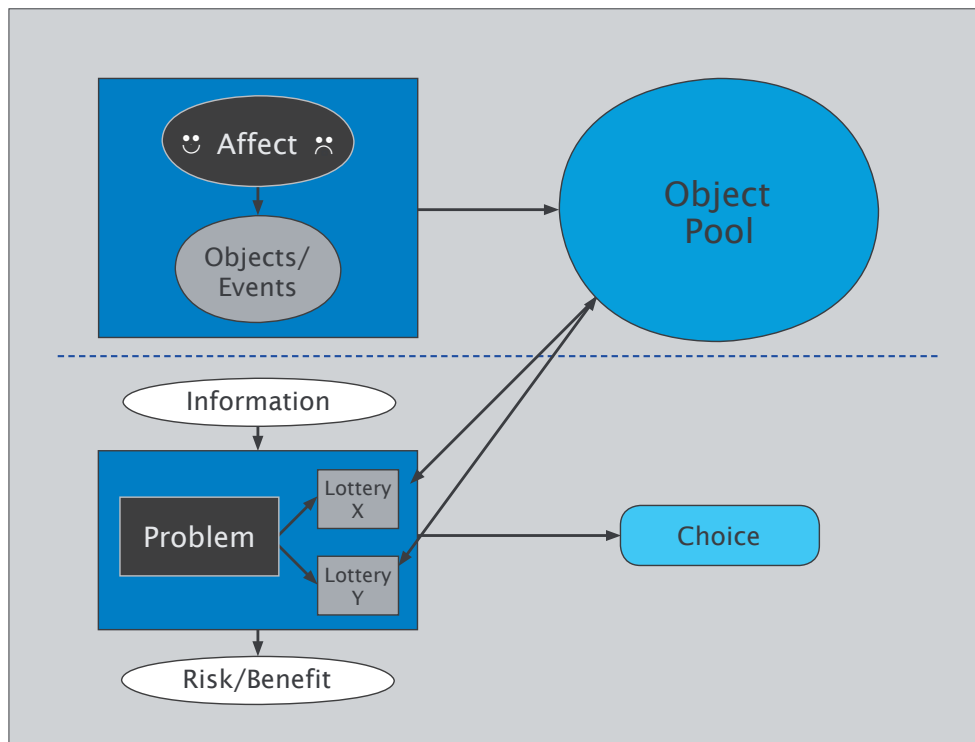 Affect
Objects/
Events
Object
Pool
Information
Problem
Lottery
X
Lottery
Y
Choice
Risk/Benefit